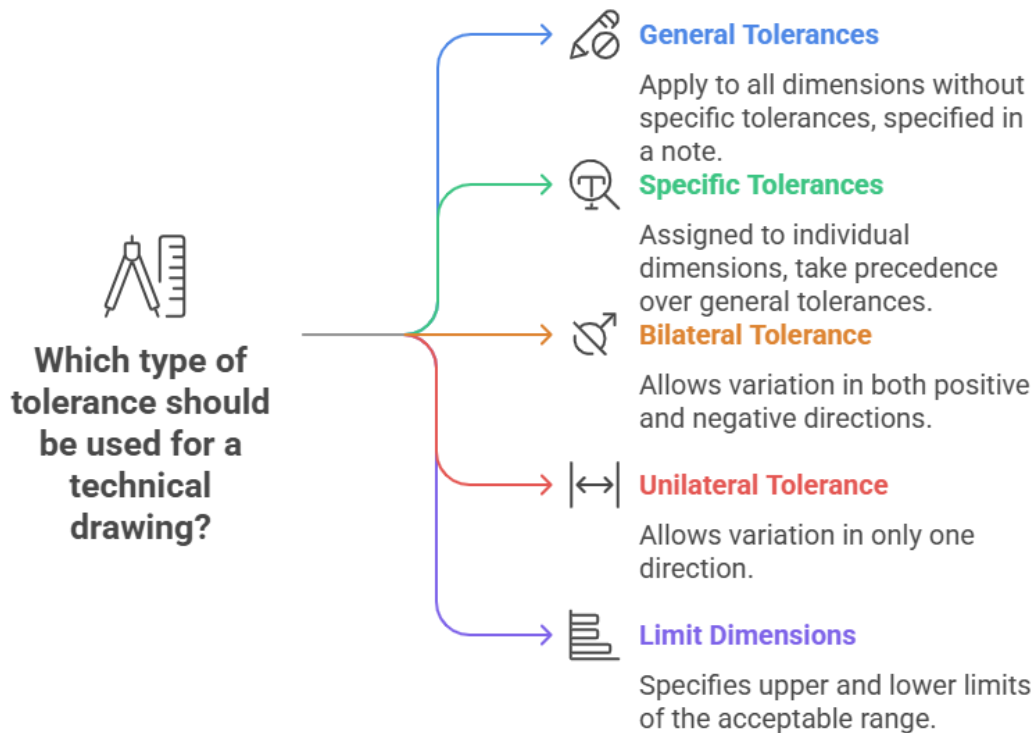 Which type of
tolerance should
be used for a
technical
drawing?
General Tolerances
Apply to all dimensions without
specific tolerances, specified in
a note.
Specific Tolerances
Assigned to individual
dimensions, take precedence
over general tolerances.
Bilateral Tolerance
Allows variation in both positive
and negative directions.
Unilateral Tolerance
Allows variation in only one
direction.
Limit Dimensions
Specifies upper and lower limits
of the acceptable range.